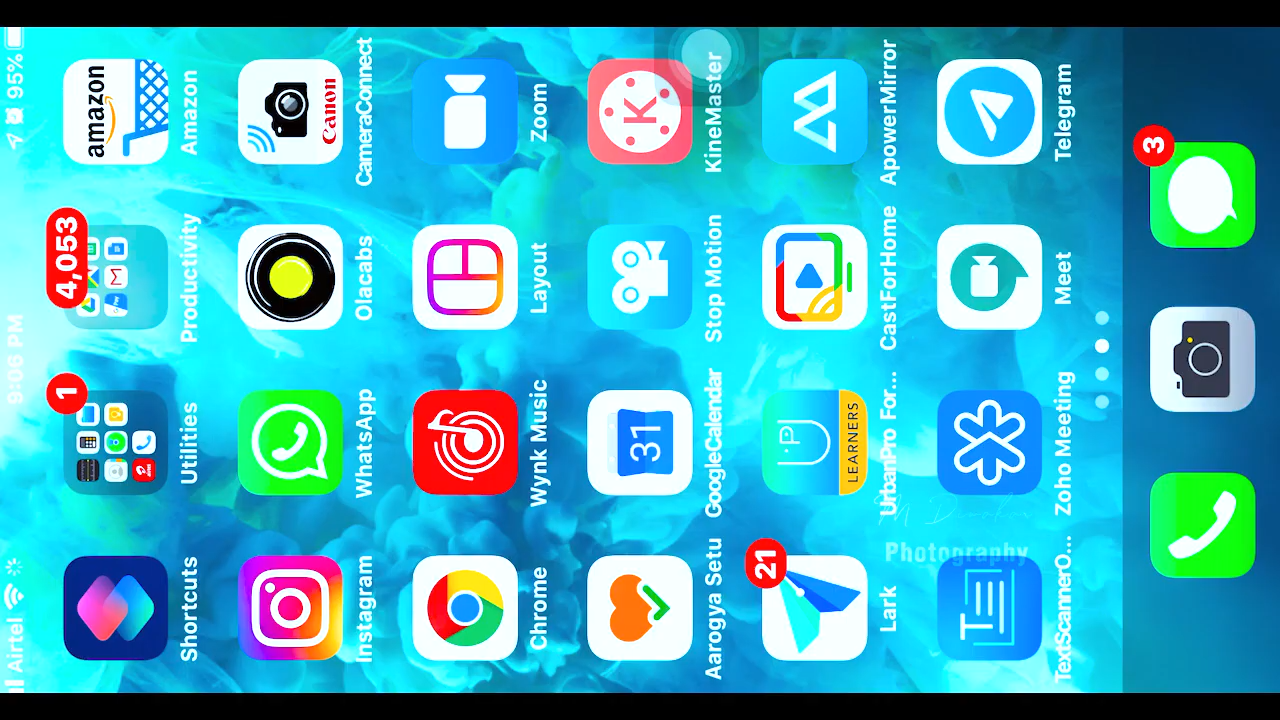 Airtel
9:06 PM
95%
Shortcuts
1
Utilities
4,053
Productivity
amazon
Amazon
Instagram
WhatsApp
Olacabs
Canon
CameraConnect
Chrome
Wynk Music
Layout
Zoom
Aarogya Setu
31
GoogleCalendar
Stop Motion
K
KineMaster
21
Lark
LEARNERS
UrbanPro For...
CastForHome
ApowerMirror
TextScannerO...
Zoho Meeting
Meet
Telegram
3
Photography